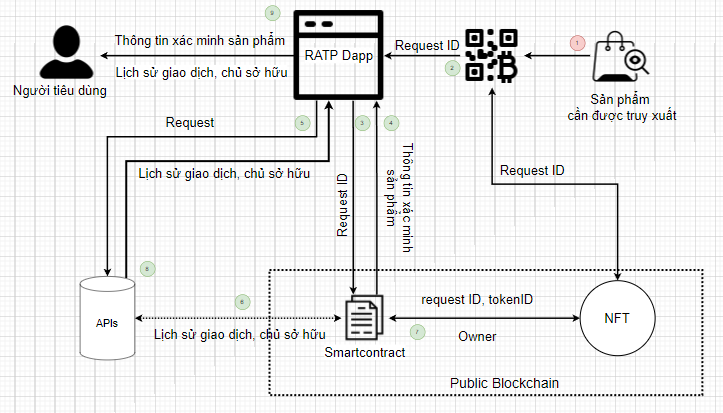 9
Thông tin xác minh sản phẩm
Lịch sử giao dịch, chủ sở hữu
Người tiêu dùng
RATP Dapp
Request ID
2
1
Sản phẩm
cần được truy xuất
Request
5
3
4
Lịch sử giao dịch, chủ sở hữu
Request ID
Thông tin xác minh
sản phẩm
Request ID
8
APIs
6
Lịch sử giao dịch, chủ sở hữu
Smartcontract
7
request ID, tokenID
Owner
NFT
Public Blockchain